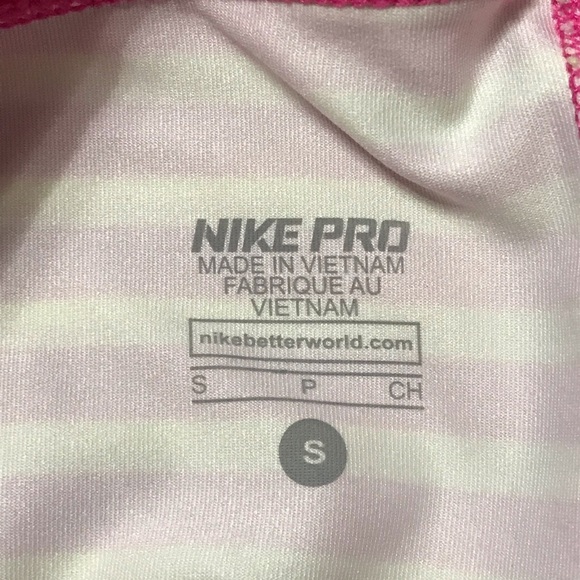 NIKE PRO
MADE IN VIETNAM
FABRIQUE AU
VIETNAM
nikebetterworld.com
S P CH
S